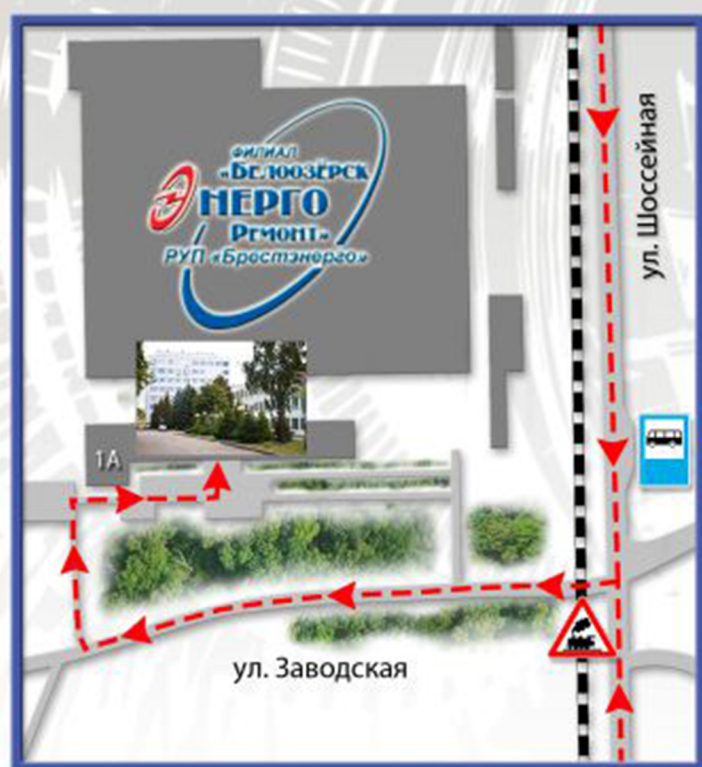 ФИЛИАЛ
«БЕЛООЗЁРСК
ЭНЕРГО
РЕМОНТ»
РУП «Брестэнерго»
ул. Шоссейная
1А
ул. Заводская